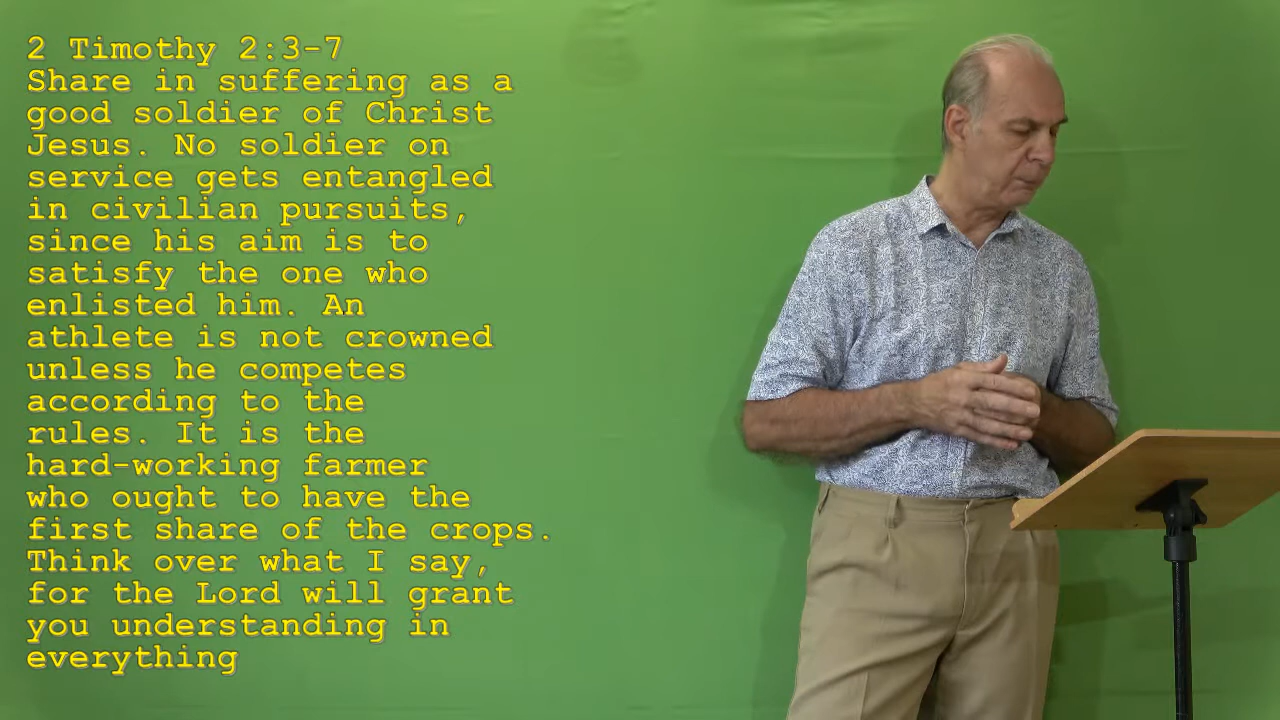 2 Timothy 2:3-7
Share in suffering as a
good soldier of Christ
Jesus. No soldier on
service gets entangled
in civilian pursuits,
since his aim is to
satisfy the one who
enlisted him. An
athlete is not crowned
unless he competes
according to the
rules. It is the
hard-working farmer
who ought to have the
first share of the crops.
Think over what I say,
for the Lord will grant
you understanding in
everything